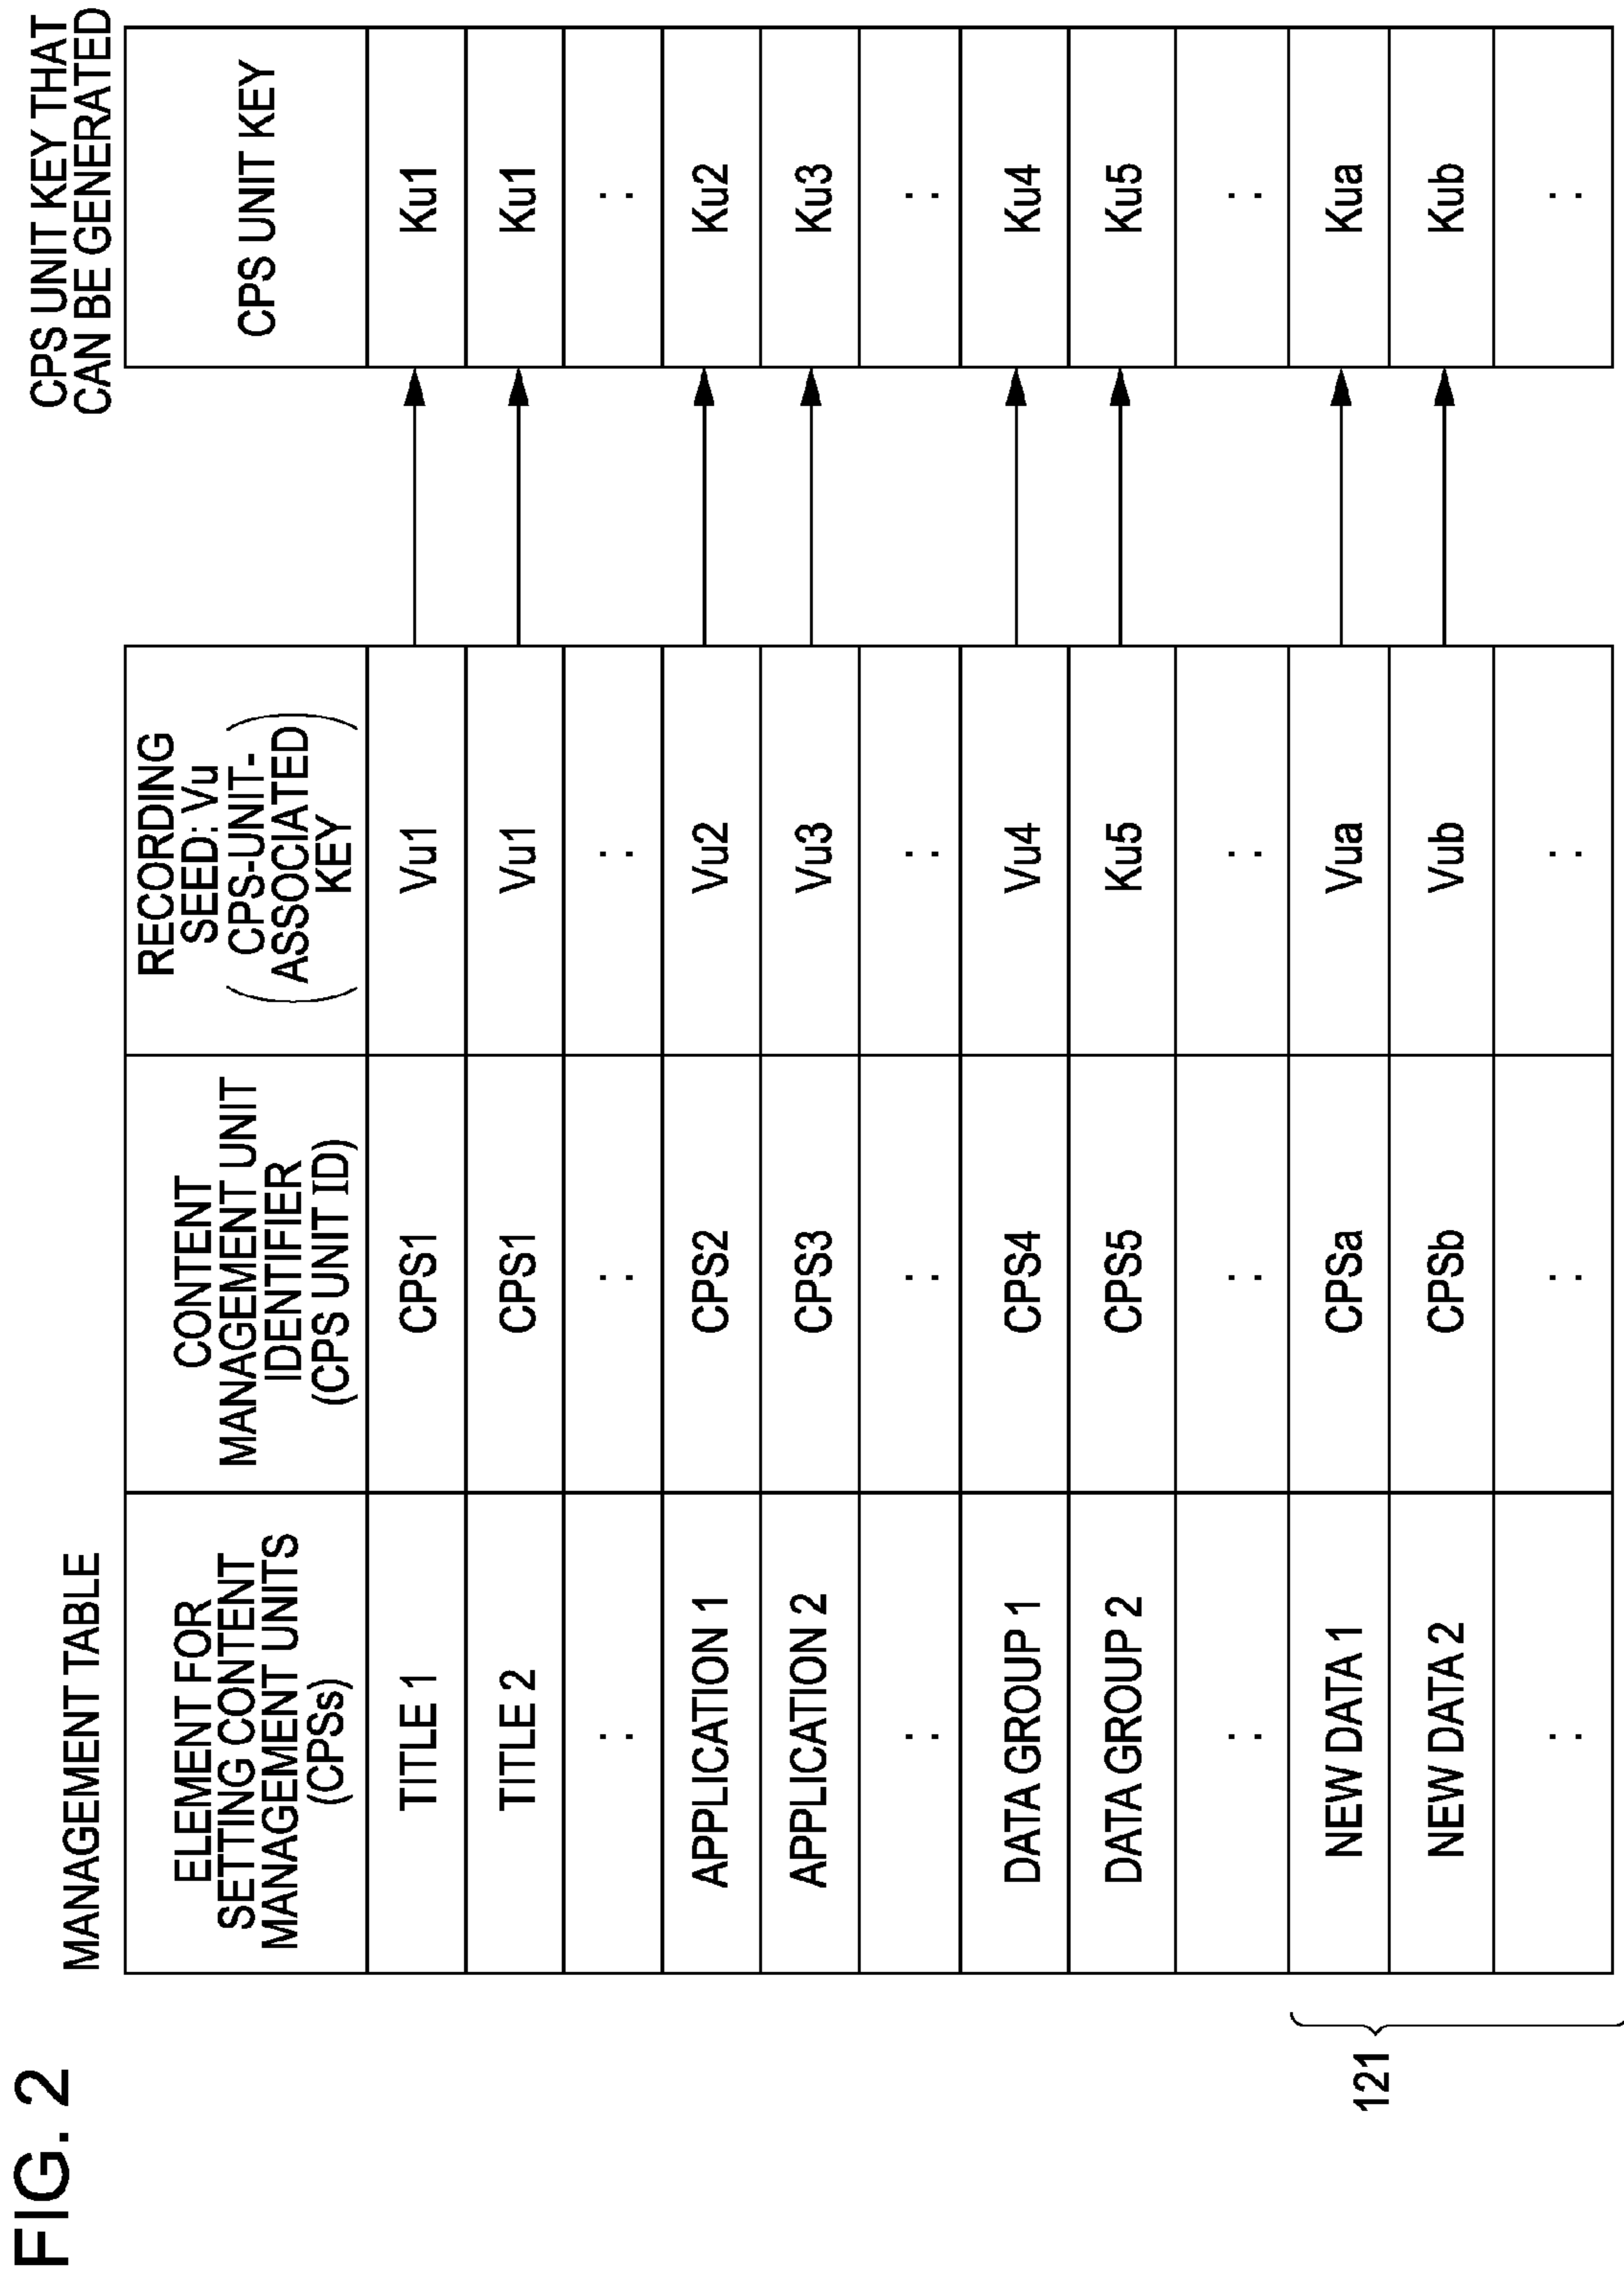 FIG. 2
MANAGEMENT TABLE
CPS UNIT KEY THAT
CAN BE GENERATED
ELEMENT FOR
SETTING CONTENT
MANAGEMENT UNITS
(CPSs)
CONTENT
MANAGEMENT UNIT
IDENTIFIER
(CPS UNIT ID)
RECORDING
SEED: Vu
(CPS-UNIT-
ASSOCIATED
KEY)
CPS UNIT KEY
TITLE 1 CPS1 Vu1 Ku1
TITLE 2 CPS1 Vu1 Ku1
: : : :
APPLICATION 1 CPS2 Vu2 Ku2
APPLICATION 2 CPS3 Vu3 Ku3
: : : :
DATA GROUP 1 CPS4 Vu4 Ku4
DATA GROUP 2 CPS5 Ku5 Ku5
: : : :
NEW DATA 1 CPSa Vua Kua
NEW DATA 2 CPSb Vub Kub
: : : :
121